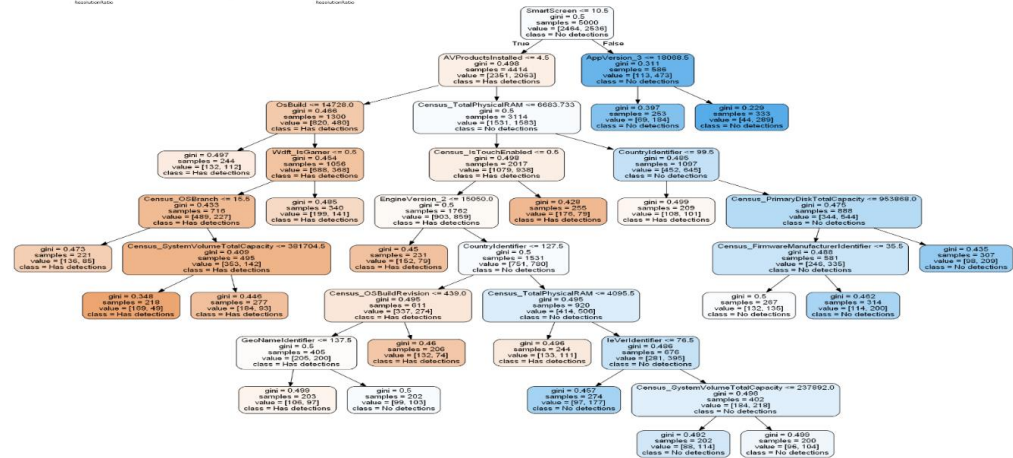 ResolutionRatio
ResolutionRatio
SmartScreen <= 10.5
gini = 0.5
samples = 5000
value = [2464, 2536]
class = No detections
True
False
AVProductsInstalled <= 4.5
gini = 0.498
samples = 4414
value = [2351, 2063]
class = Has detections
AppVersion_3 <= 18088.5
gini = 0.311
samples = 586
value = [113, 473]
class = No detections
OsBuild <= 14728.0
gini = 0.466
samples = 1300
value = [820, 480]
class = Has detections
Census_TotalPhysicalRAM <= 6683.733
gini = 0.5
samples = 3114
value = [1531, 1583]
class = No detections
gini = 0.397
samples = 253
value = [69, 184]
class = No detections
gini = 0.229
samples = 333
value = [44, 289]
class = No detections
gini = 0.497
samples = 244
value = [132, 112]
class = Has detections
Wdft_IsGamer <= 0.5
gini = 0.454
samples = 1056
value = [688, 368]
class = Has detections
Census_IsTouchEnabled <= 0.5
gini = 0.498
samples = 2017
value = [1079, 938]
class = Has detections
CountryIdentifier <= 99.5
gini = 0.485
samples = 1097
value = [452, 645]
class = No detections
Census_OSBranch <= 15.5
gini = 0.433
samples = 716
value = [489, 227]
class = Has detections
gini = 0.485
samples = 340
value = [199, 141]
class = Has detections
EngineVersion_2 <= 15050.0
gini = 0.5
samples = 1762
value = [903, 859]
class = Has detections
gini = 0.428
samples = 255
value = [176, 79]
class = Has detections
gini = 0.499
samples = 209
value = [108, 101]
class = Has detections
Census_PrimaryDiskTotalCapacity <= 953868.0
gini = 0.475
samples = 888
value = [344, 544]
class = No detections
gini = 0.473
samples = 221
value = [136, 85]
class = Has detections
Census_SystemVolumeTotalCapacity <= 381704.5
gini = 0.409
samples = 495
value = [353, 142]
class = Has detections
gini = 0.45
samples = 231
value = [152, 79]
class = Has detections
CountryIdentifier <= 127.5
gini = 0.5
samples = 1531
value = [751, 780]
class = No detections
Census_FirmwareManufacturerIdentifier <= 35.5
gini = 0.488
samples = 581
value = [246, 335]
class = No detections
gini = 0.435
samples = 307
value = [98, 209]
class = No detections
gini = 0.348
samples = 218
value = [169, 49]
class = Has detections
gini = 0.446
samples = 277
value = [184, 93]
class = Has detections
Census_OSBuildRevision <= 439.0
gini = 0.495
samples = 611
value = [337, 274]
class = Has detections
Census_TotalPhysicalRAM <= 4095.5
gini = 0.495
samples = 920
value = [414, 506]
class = No detections
gini = 0.5
samples = 267
value = [132, 135]
class = No detections
gini = 0.462
samples = 314
value = [114, 200]
class = No detections
GeoNameIdentifier <= 137.5
gini = 0.5
samples = 405
value = [205, 200]
class = Has detections
gini = 0.46
samples = 206
value = [132, 74]
class = Has detections
gini = 0.496
samples = 244
value = [133, 111]
class = Has detections
IeVerIdentifier <= 76.5
gini = 0.486
samples = 676
value = [281, 395]
class = No detections
gini = 0.499
samples = 203
value = [106, 97]
class = Has detections
gini = 0.5
samples = 202
value = [99, 103]
class = No detections
gini = 0.457
samples = 274
value = [97, 177]
class = No detections
Census_SystemVolumeTotalCapacity <= 237892.0
gini = 0.496
samples = 402
value = [184, 218]
class = No detections
gini = 0.492
samples = 202
value = [88, 114]
class = No detections
gini = 0.499
samples = 200
value = [96, 104]
class = No detections